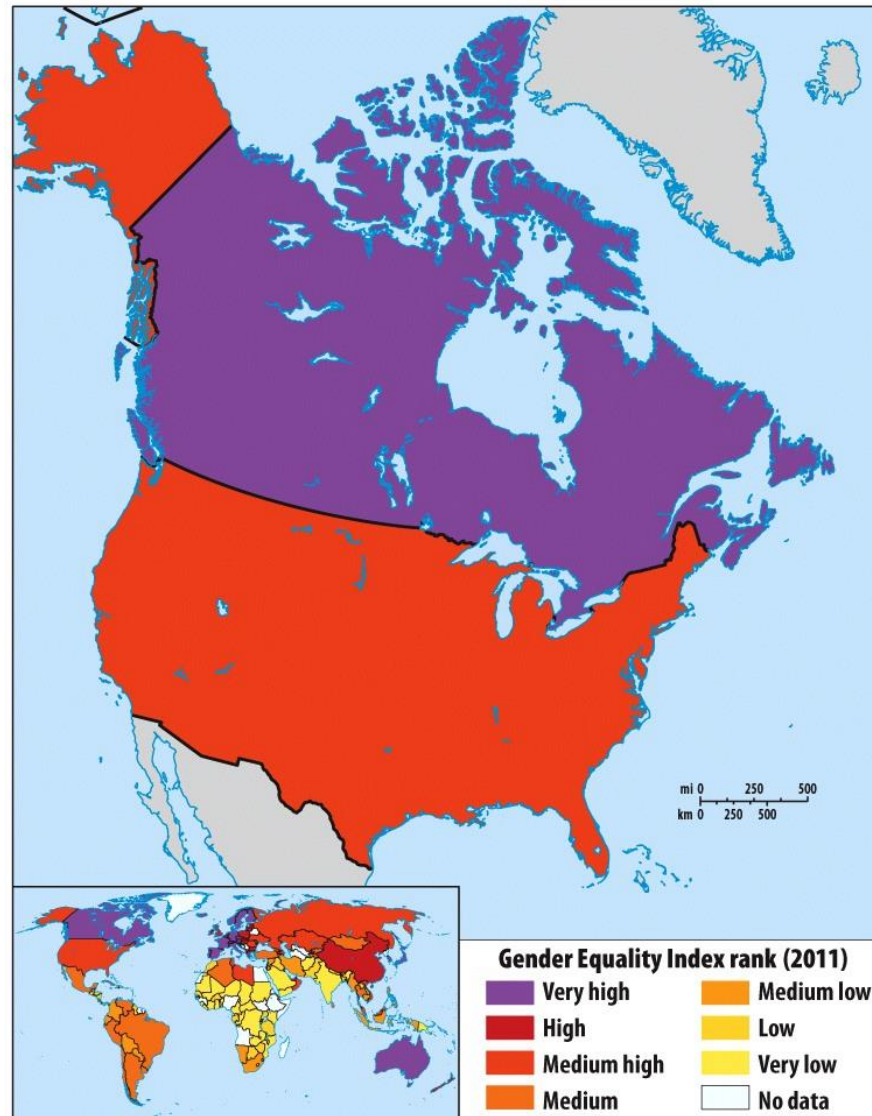 mi 0 250 500
km 0 250 500
Gender Equality Index rank (2011)
Very high
High
Medium high
Medium
Medium low
Low
Very low
No data